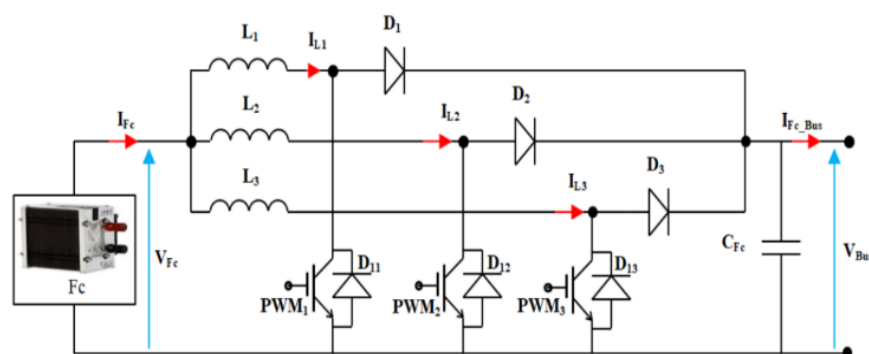 D1
L1
IL1
D2
L2
IL2
IFc
IFc_Bus
D3
L3
IL3
CFc
VFc
VBu
Fc
D11
D12
D13
PWM1
PWM2
PWM3